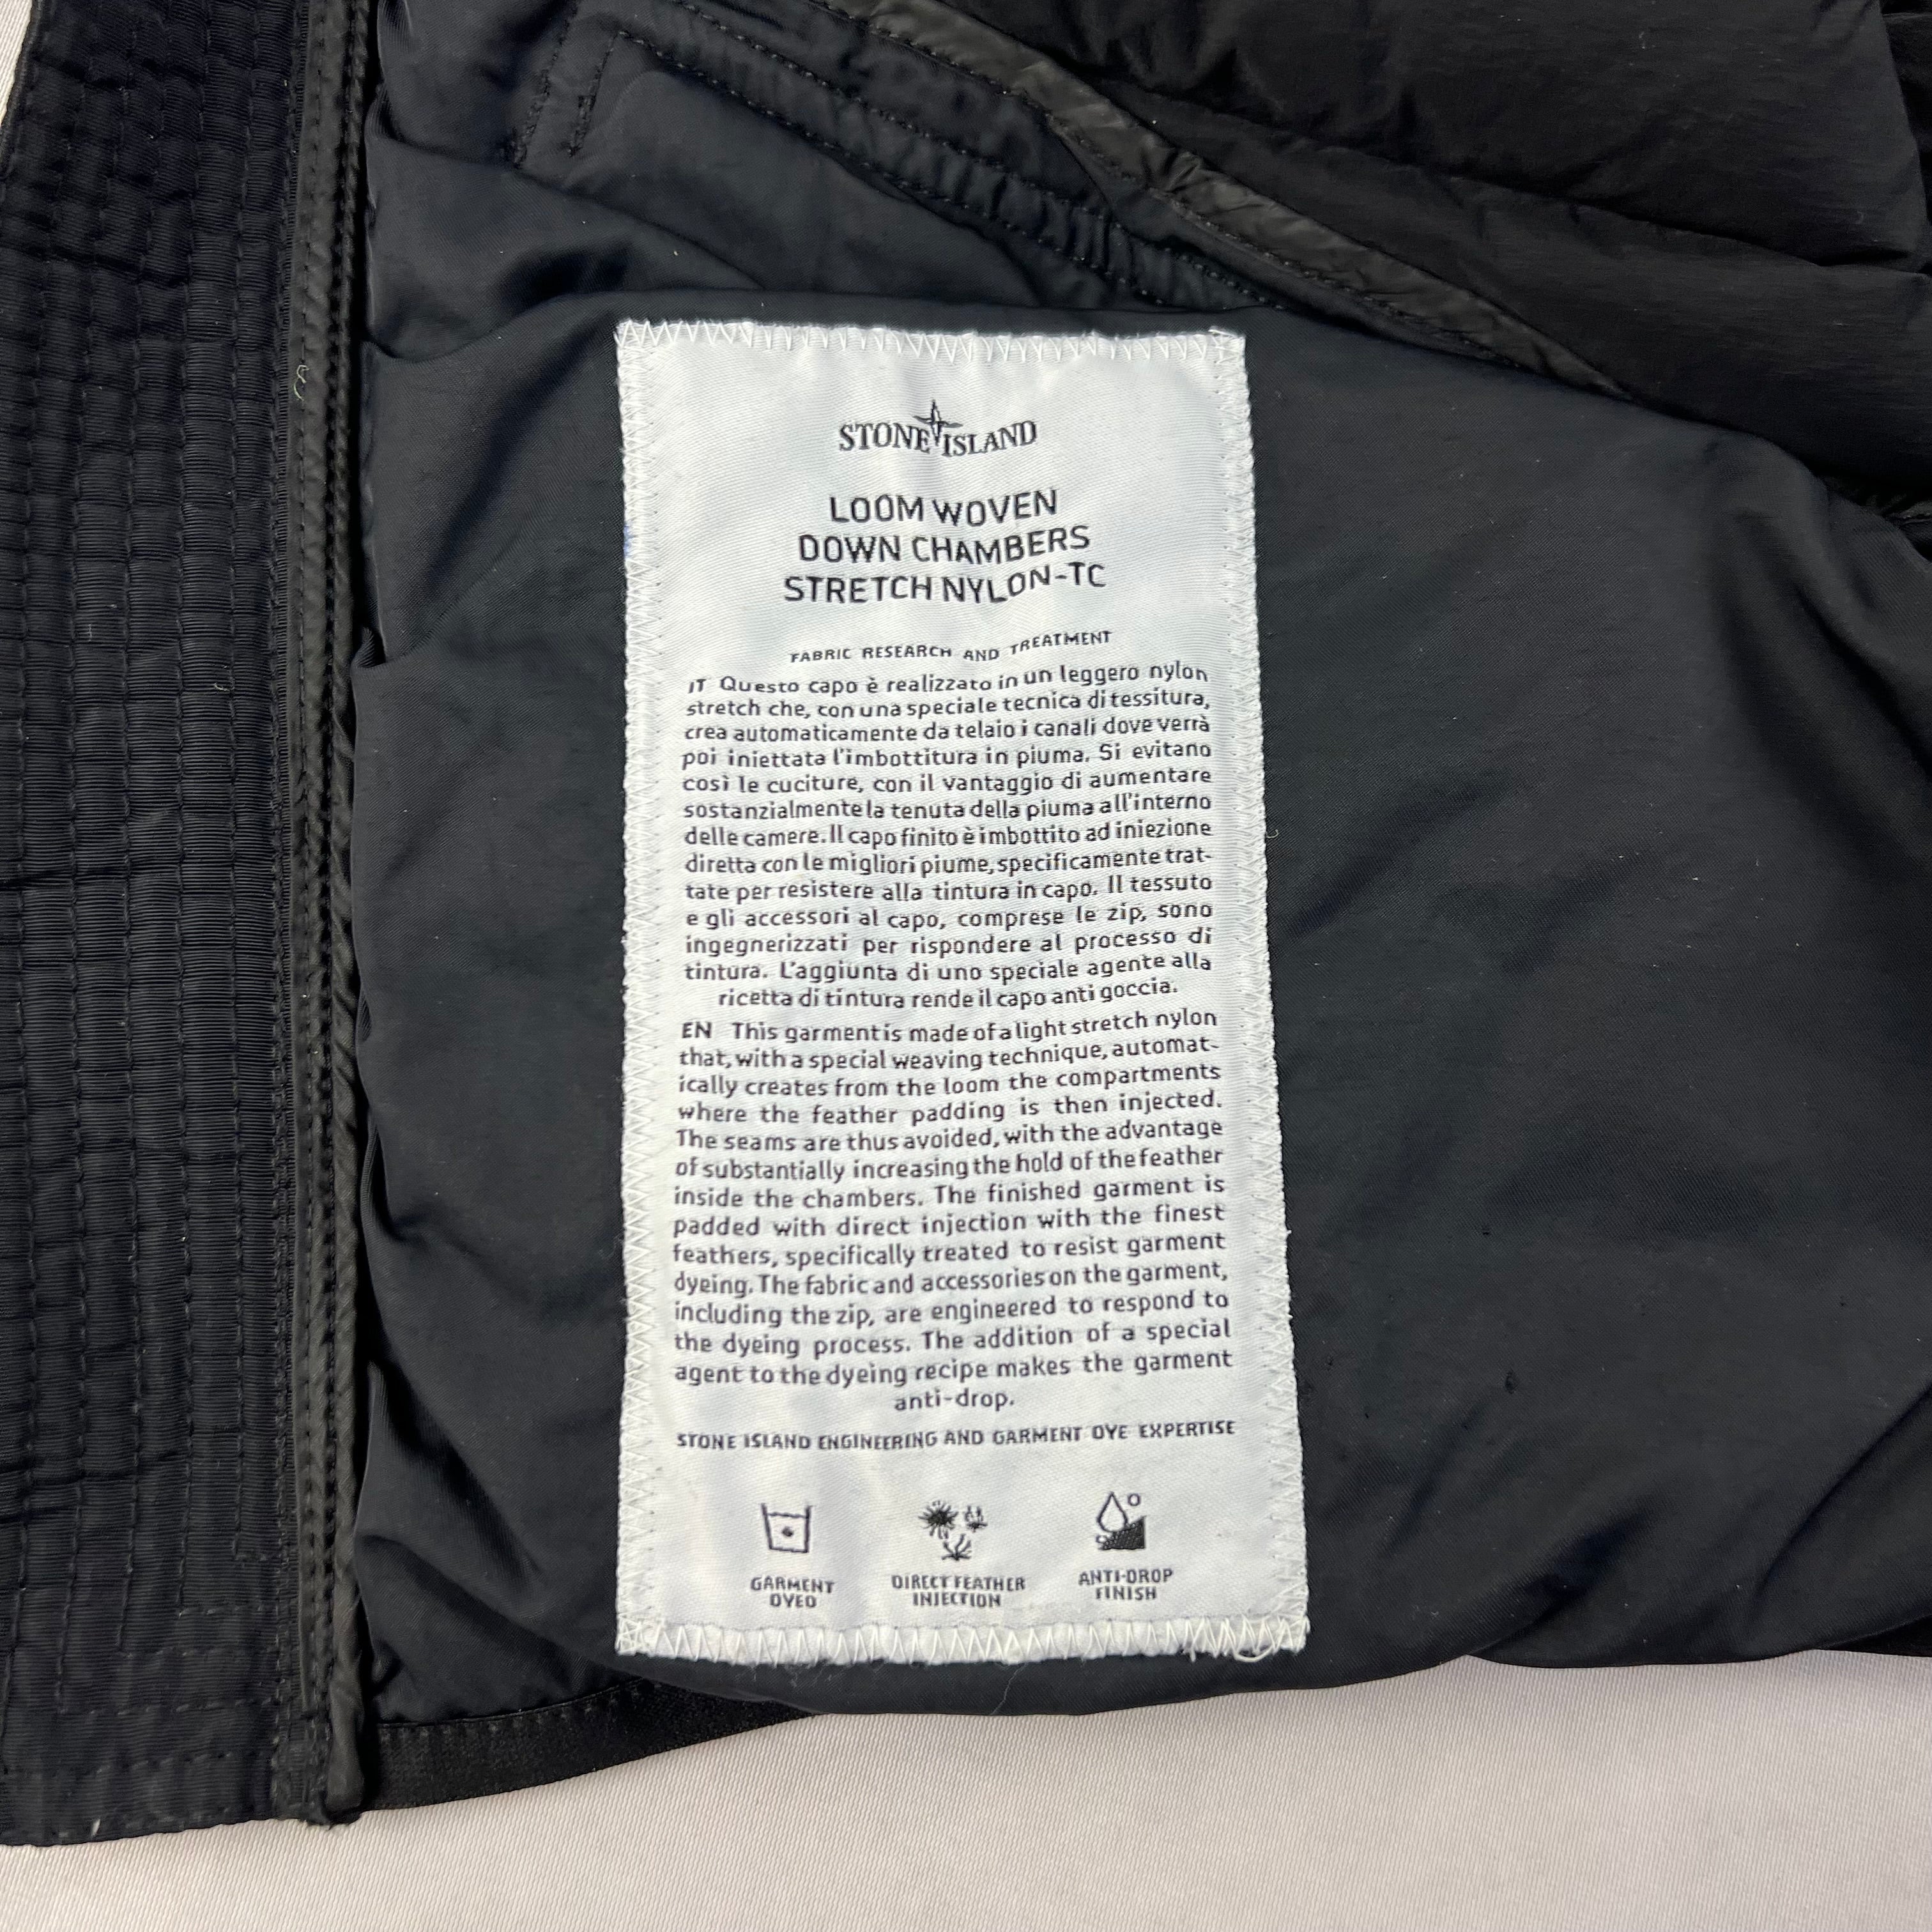 STONE ISLAND
LOOM WOVEN
DOWN CHAMBERS
STRETCH NYLON-TC
FABRIC RESEARCH AND TREATMENT
IT Questo capo è realizzato in un leggero nylon
stretch che, con una speciale tecnica di tessitura,
crea automaticamente da telaio i canali dove verrà
poi iniettata l'imbottitura in piuma. Si evitano
così le cuciture, con il vantaggio di aumentare
sostanzialmente la tenuta della piuma all'interno
delle camere. Il capo finito è imbottito ad iniezione
diretta con le migliori piume, specificamente trat-
tate per resistere alla tintura in capo. Il tessuto
e gli accessori al capo, comprese le zip, sono
ingegnerizzati per rispondere al processo di
tintura. L'aggiunta di uno speciale agente alla
ricetta di tintura rende il capo anti goccia.
EN This garment is made of a light stretch nylon
that, with a special weaving technique, automat-
ically creates from the loom the compartments
where the feather padding is then injected.
The seams are thus avoided, with the advantage
of substantially increasing the hold of the feather
inside the chambers. The finished garment is
padded with direct injection with the finest
feathers, specifically treated to resist garment
dyeing. The fabric and accessories on the garment,
including the zip, are engineered to respond to
the dyeing process. The addition of a special
agent to the dyeing recipe makes the garment
anti-drop.
STONE ISLAND ENGINEERING AND GARMENT DYE EXPERTISE
GARMENT
DYED
DIRECT FEATHER
INJECTION
ANTI-DROP
FINISH